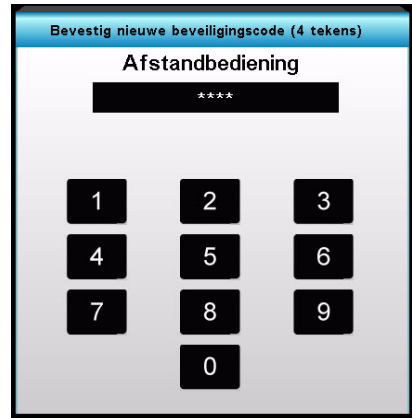 Bevestig nieuwe beveiligingscode (4 tekens)
Afstandbediening
****
1 2 3
4 5 6
7 8 9
0